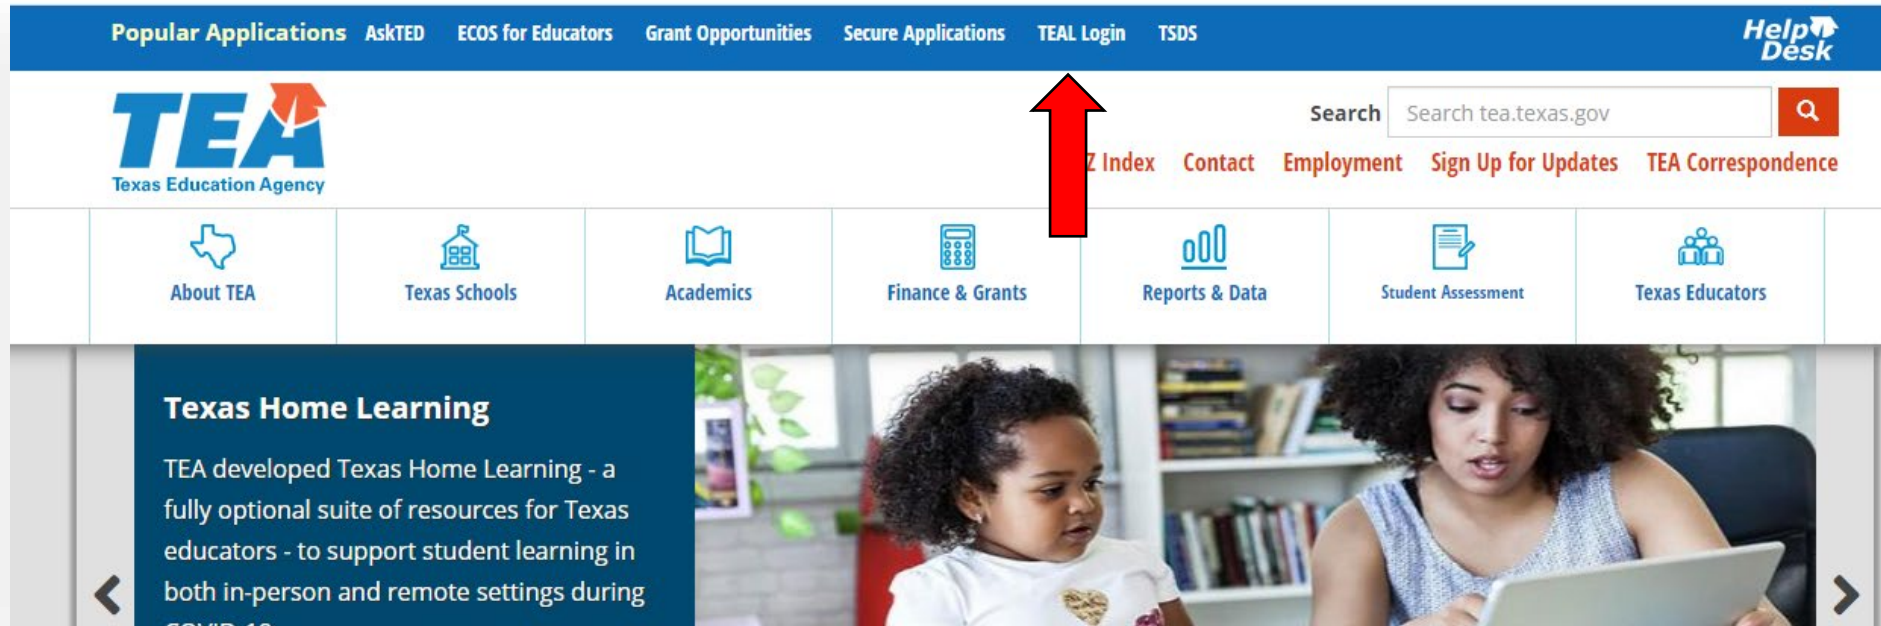 Popular Applications AskTED ECOS for Educators Grant Opportunities Secure Applications TEAL Login TSDS
Help
Desk
TEA
Texas Education Agency
Search Search tea.texas.gov
Z Index Contact Employment Sign Up for Updates TEA Correspondence
About TEA Texas Schools Academics Finance & Grants Reports & Data Student Assessment Texas Educators
Texas Home Learning
TEA developed Texas Home Learning - a
fully optional suite of resources for Texas
educators - to support student learning in
both in-person and remote settings during